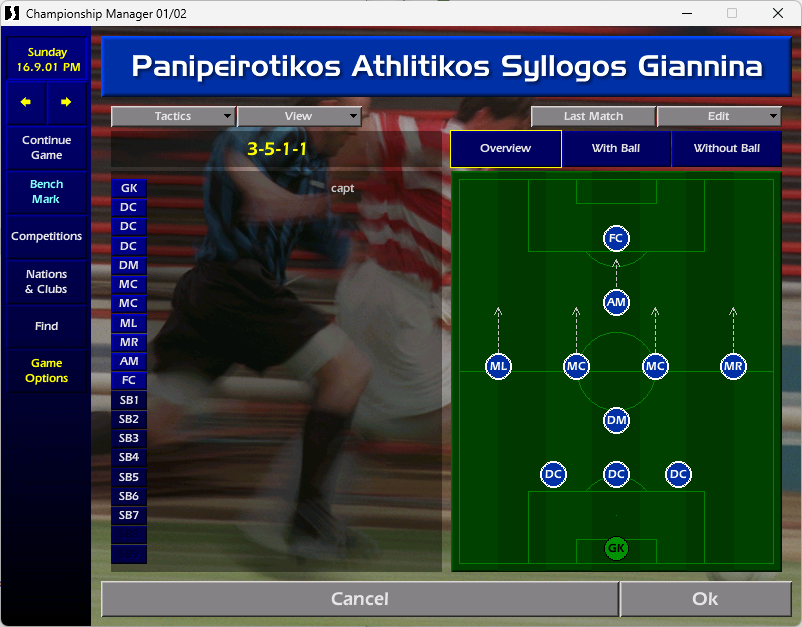 Championship Manager 01/02
Sunday
16.9.01 PM
Continue
Game
Bench
Mark
Competitions
Nations
& Clubs
Find
Game
Options
Panipeirotikos Athlitikos Syllogos Giannina
Tactics
View
Last Match
Edit
3-5-1-1
Overview
With Ball
Without Ball
GK
capt
DC
DC
DC
DM
MC
MC
ML
MR
AM
FC
SB1
SB2
SB3
SB4
SB5
SB6
SB7
FC
AM
ML MC MC MR
DM
DC DC DC
GK
Cancel
Ok